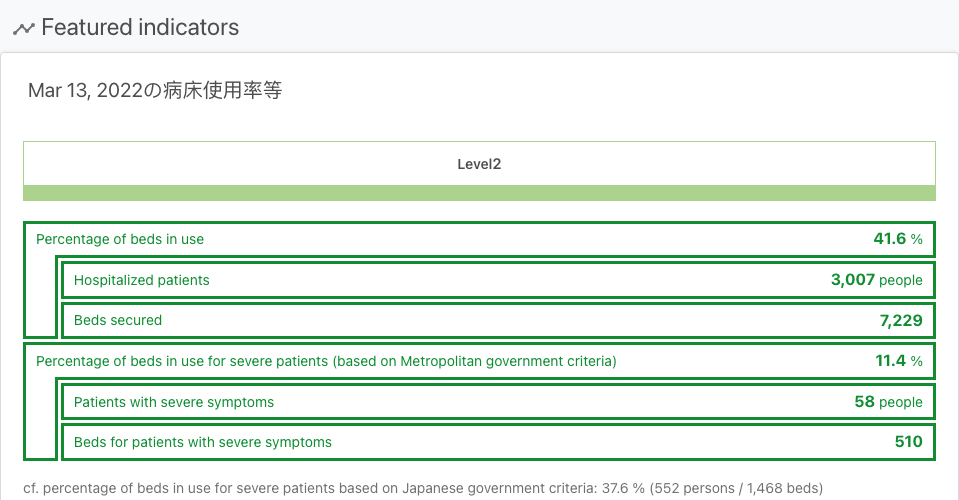 Featured indicators
Mar 13, 2022の病床使用率等
Level2
Percentage of beds in use 41.6 %
Hospitalized patients 3,007 people
Beds secured 7,229
Percentage of beds in use for severe patients (based on Metropolitan government criteria) 11.4 %
Patients with severe symptoms 58 people
Beds for patients with severe symptoms 510
cf. percentage of beds in use for severe patients based on Japanese government criteria: 37.6 % (552 persons / 1,468 beds)